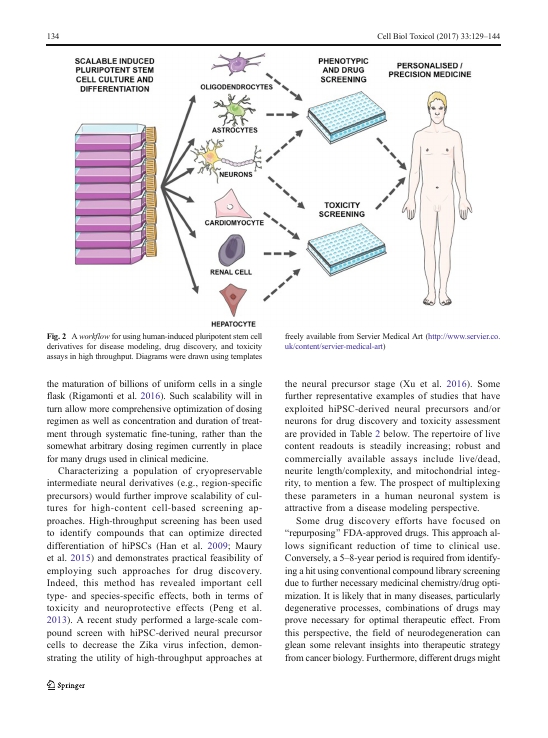 134
Cell Biol Toxicol (2017) 33:129–144
SCALABLE INDUCED
PLURIPOTENT STEM
CELL CULTURE AND
DIFFERENTIATION
OLIGODENDROCYTES
ASTROCYTES
NEURONS
CARDIOMYOCYTE
RENAL CELL
HEPATOCYTE
PHENOTYPIC
AND DRUG
SCREENING
TOXICITY
SCREENING
PERSONALISED /
PRECISION MEDICINE
Fig. 2 A workflow for using human-induced pluripotent stem cell
derivatives for disease modeling, drug discovery, and toxicity
assays in high throughput. Diagrams were drawn using templates
freely available from Servier Medical Art (http://www.servier.co.
uk/content/servier-medical-art)
the maturation of billions of uniform cells in a single
flask (Rigamonti et al. 2016). Such scalability will in
turn allow more comprehensive optimization of dosing
regimen as well as concentration and duration of treat-
ment through systematic fine-tuning, rather than the
somewhat arbitrary dosing regimen currently in place
for many drugs used in clinical medicine.
Characterizing a population of cryopreservable
intermediate neural derivatives (e.g., region-specific
precursors) would further improve scalability of cul-
tures for high-content cell-based screening ap-
proaches. High-throughput screening has been used
to identify compounds that can optimize directed
differentiation of hiPSCs (Han et al. 2009; Maury
et al. 2015) and demonstrates practical feasibility of
employing such approaches for drug discovery.
Indeed, this method has revealed important cell
type- and species-specific effects, both in terms of
toxicity and neuroprotective effects (Peng et al.
2013). A recent study performed a large-scale com-
pound screen with hiPSC-derived neural precursor
cells to decrease the Zika virus infection, demon-
strating the utility of high-throughput approaches at
the neural precursor stage (Xu et al. 2016). Some
further representative examples of studies that have
exploited hiPSC-derived neural precursors and/or
neurons for drug discovery and toxicity assessment
are provided in Table 2 below. The repertoire of live
content readouts is steadily increasing; robust and
commercially available assays include live/dead,
neurite length/complexity, and mitochondrial integ-
rity, to mention a few. The prospect of multiplexing
these parameters in a human neuronal system is
attractive from a disease modeling perspective.
Some drug discovery efforts have focused on
“repurposing” FDA-approved drugs. This approach al-
lows significant reduction of time to clinical use.
Conversely, a 5–8-year period is required from identify-
ing a hit using conventional compound library screening
due to further necessary medicinal chemistry/drug opti-
mization. It is likely that in many diseases, particularly
degenerative processes, combinations of drugs may
prove necessary for optimal therapeutic effect. From
this perspective, the field of neurodegeneration can
glean some relevant insights into therapeutic strategy
from cancer biology. Furthermore, different drugs might
Springer